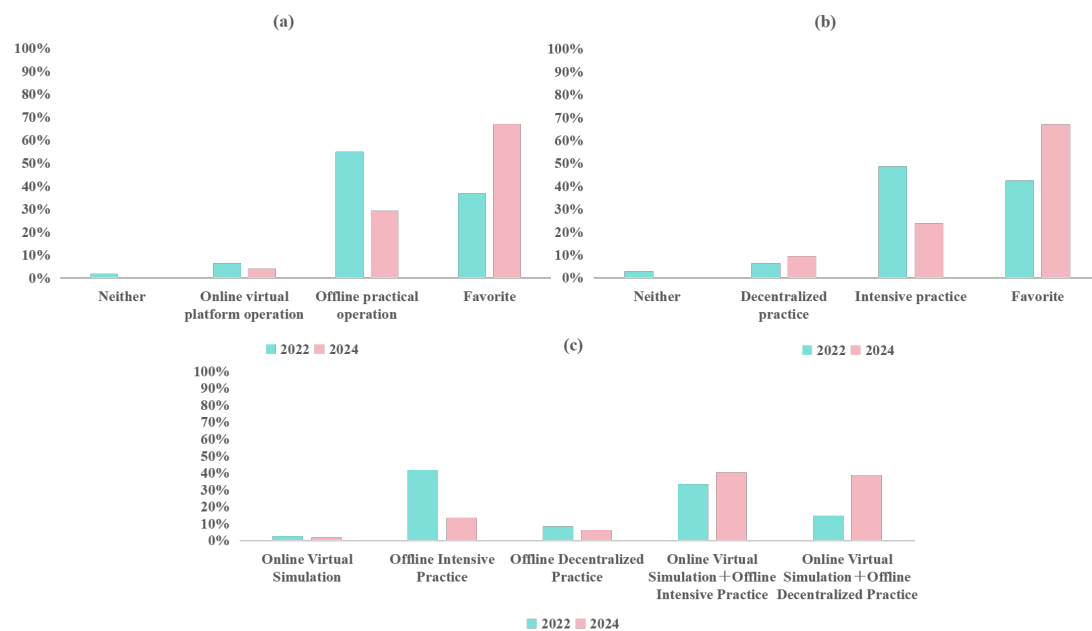 (a)
100%
90%
80%
70%
60%
50%
40%
30%
20%
10%
0%
Neither
Online virtual
platform operation
Offline practical
operation
Favorite
2022 2024
(b)
100%
90%
80%
70%
60%
50%
40%
30%
20%
10%
0%
Neither
Decentralized
practice
Intensive practice
Favorite
2022 2024
(c)
100%
90%
80%
70%
60%
50%
40%
30%
20%
10%
0%
Online Virtual
Simulation
Offline Intensive
Practice
Offline Decentralized
Practice
Online Virtual
Simulation+Offline
Intensive Practice
Online Virtual
Simulation+Offline
Decentralized Practice
2022 2024